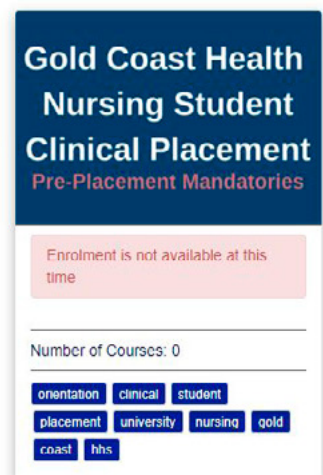 Gold Coast Health
Nursing Student
Clinical Placement
Pre-Placement Mandatories
Enrolment is not available at this
time
Number of Courses: 0
orientation clinical student
placement university nursing gold
coast hhs